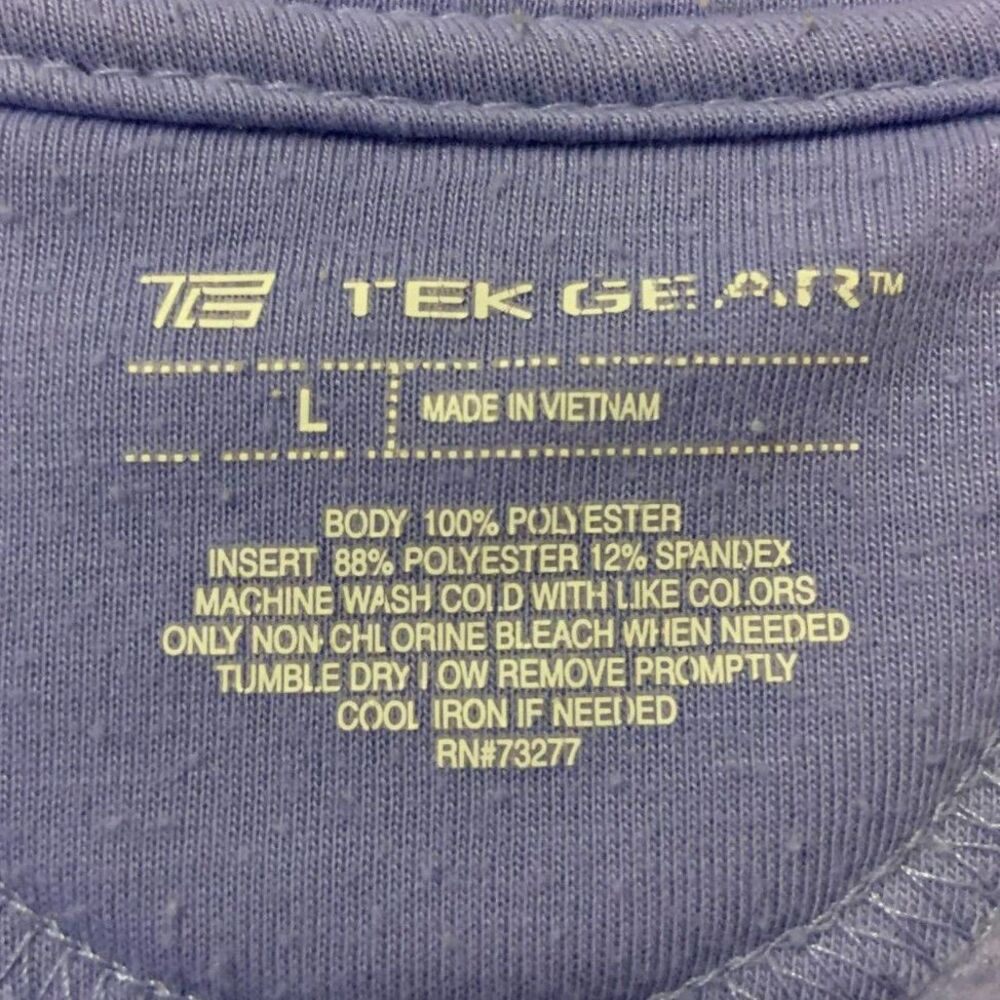 TG TEK GEAR™
L MADE IN VIETNAM
BODY 100% POLYESTER
INSERT 88% POLYESTER 12% SPANDEX
MACHINE WASH COLD WITH LIKE COLORS
ONLY NON-CHLORINE BLEACH WHEN NEEDED
TUMBLE DRY LOW REMOVE PROMPTLY
COOL IRON IF NEEDED
RN#73277